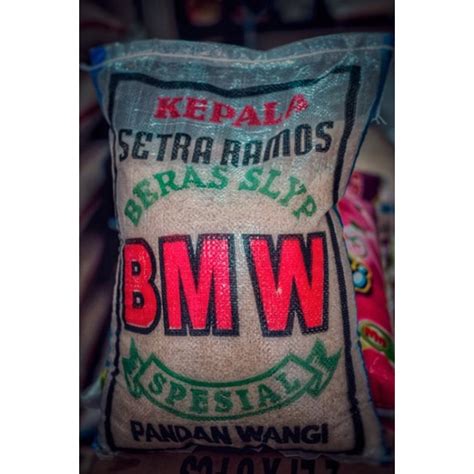 KEPALA
SETRA RAMOS
BERAS SLYP
BMW
SPESIAL
PANDAN WANGI